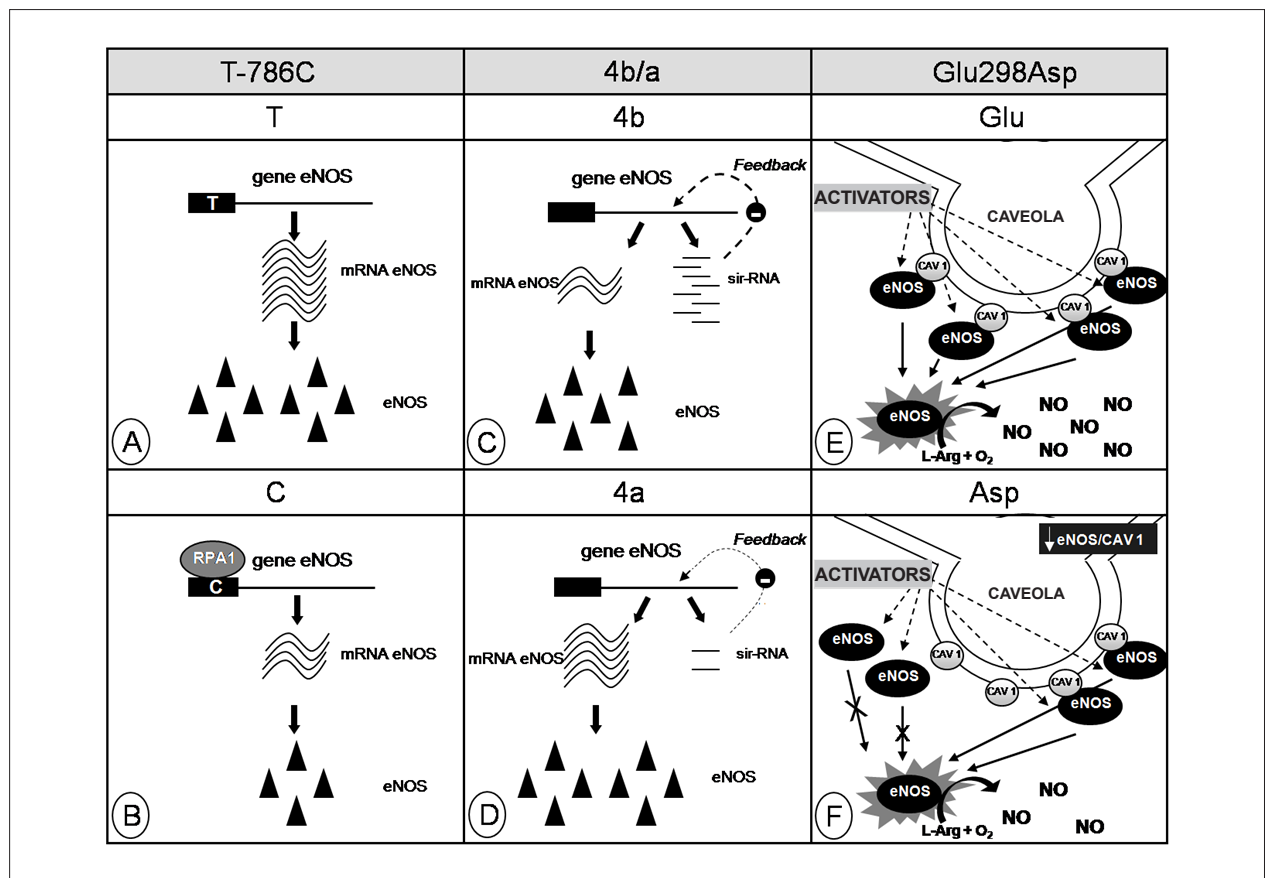 T-786C
4b/a
Glu298Asp
T
4b
Glu
gene eNOS
T
mRNA eNOS
eNOS
A
Feedback
gene eNOS
mRNA eNOS
sir-RNA
eNOS
C
ACTIVATORS
CAVEOLA
CAV 1
eNOS
CAV 1
eNOS
CAV 1
eNOS
CAV 1
eNOS
eNOS
L-Arg + O₂
NO NO
NO NO
NO NO
E
C
4a
Asp
RPA1
gene eNOS
C
mRNA eNOS
eNOS
B
Feedback
gene eNOS
mRNA eNOS
sir-RNA
eNOS
D
↓ eNOS/CAV 1
ACTIVATORS
CAVEOLA
eNOS
eNOS
CAV 1
CAV 1
CAV 1
eNOS
CAV 1
eNOS
X
X
eNOS
L-Arg + O₂
NO
NO
NO
F